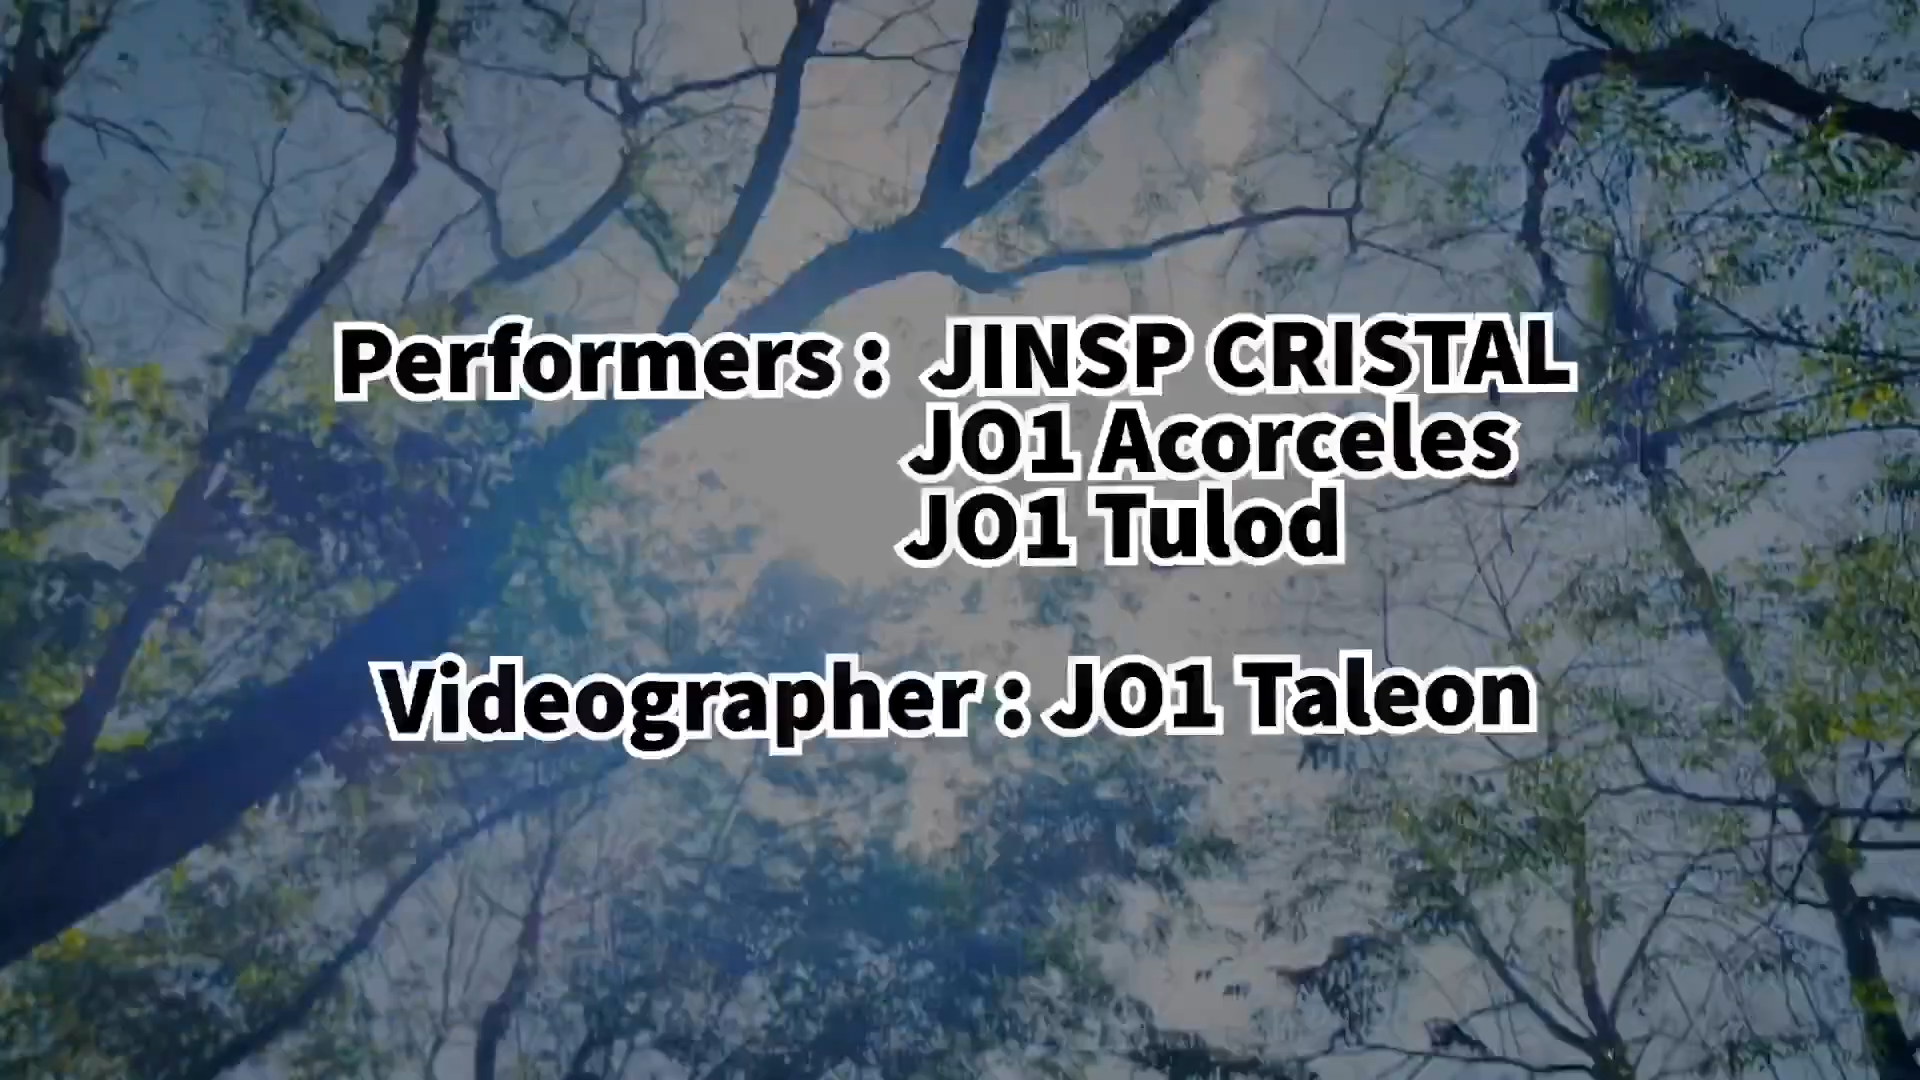 Performers : JINSP CRISTAL
JO1 Acorceles
JO1 Tulod
Videographer : JO1 Taleon